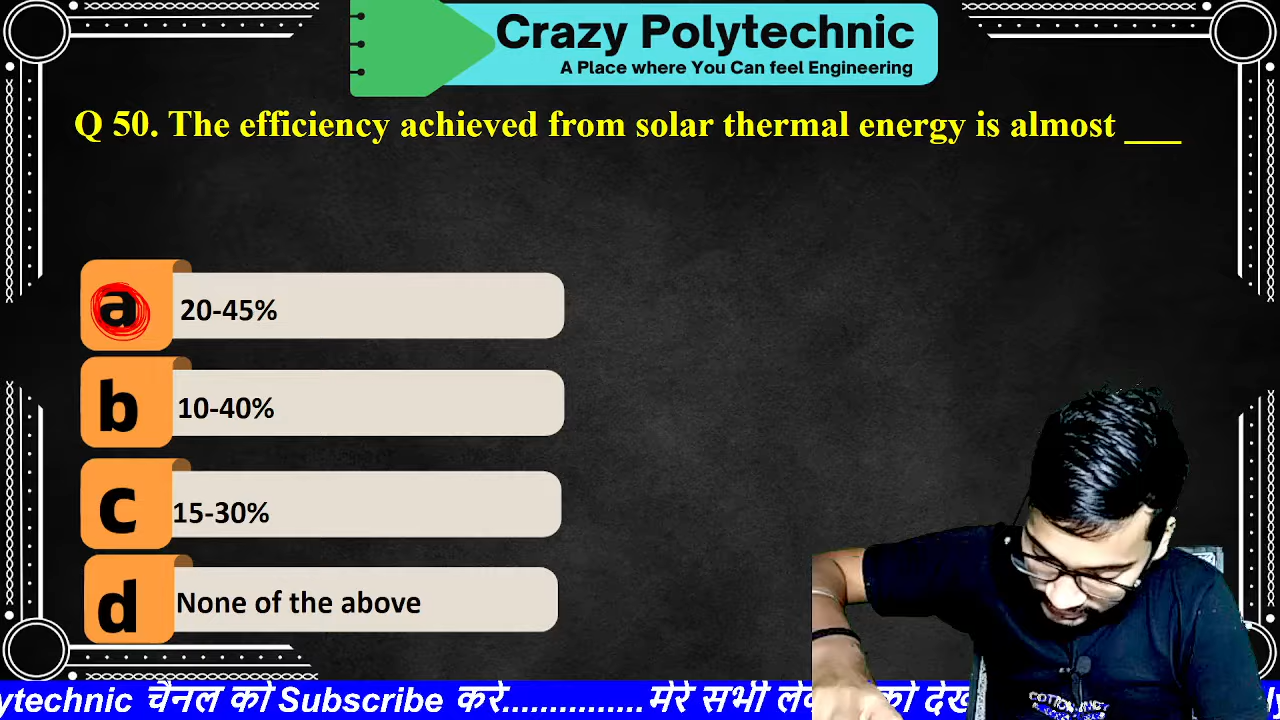 Crazy Polytechnic
A Place where You Can feel Engineering
Q 50. The efficiency achieved from solar thermal energy is almost ___
a 20-45%
b 10-40%
c 15-30%
d None of the above
ytechnic चैनल को Subscribe करे...............मेरे सभी को